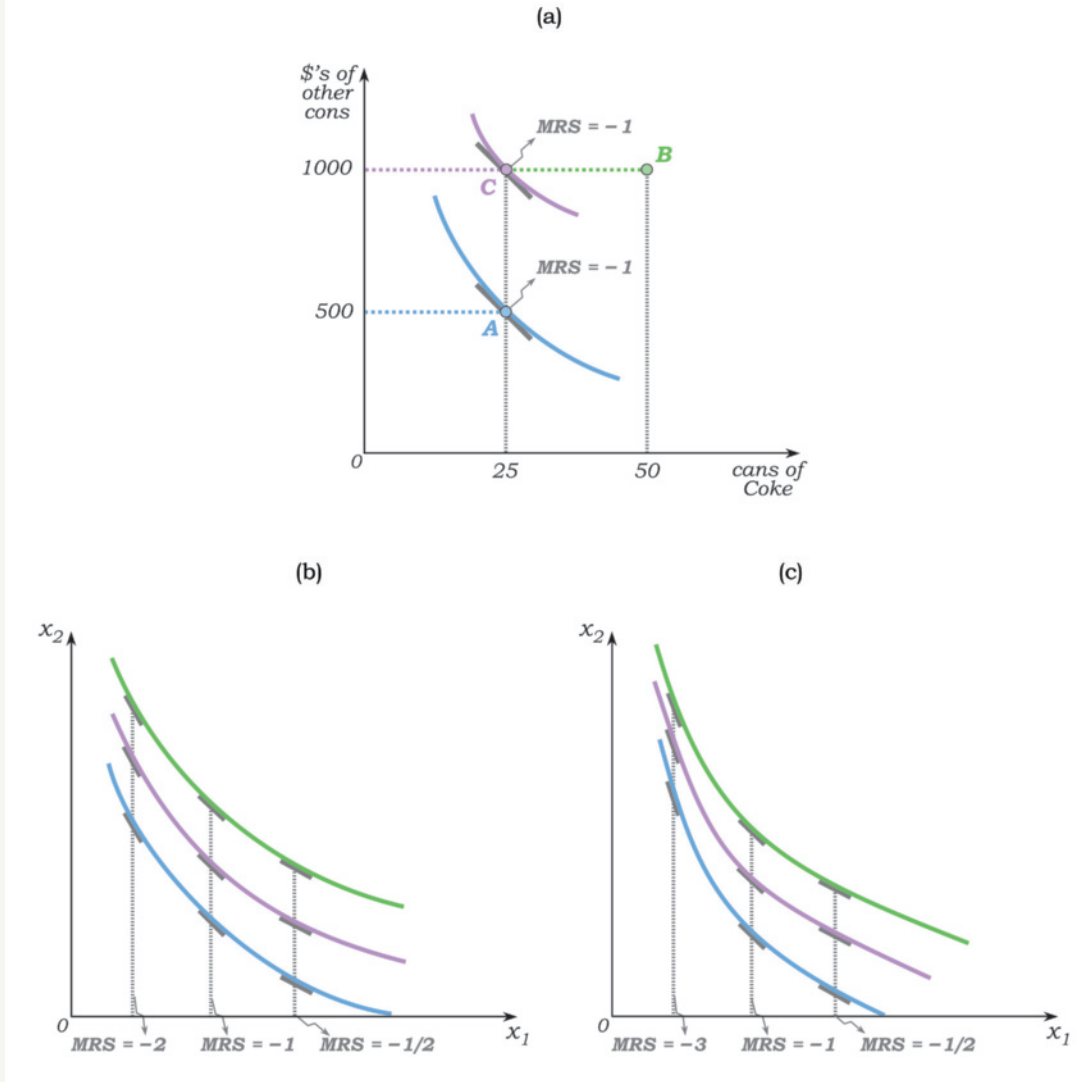 (a)
$'s of
other
cons
MRS = – 1
B
1000
C
MRS = – 1
500
A
0
25
50
cans of
Coke
(b)
(c)
x2
x2
0
x1
0
x1
MRS = –2
MRS = –1
MRS = –1/2
MRS = –3
MRS = –1
MRS = –1/2